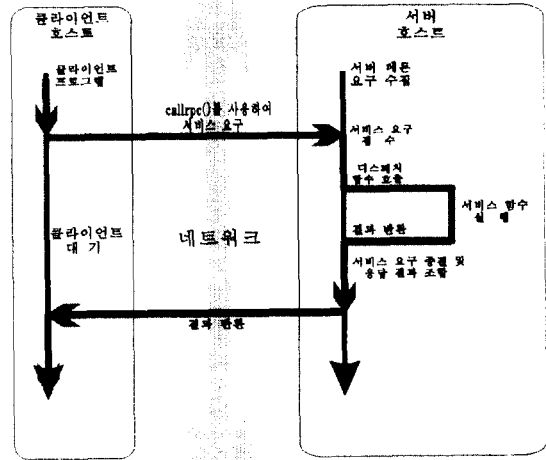 클라이언트
호스트
서버
호스트
클라이언트
프로그램
서버 데몬
요구 수집
callrpc()를 사용하여
서비스 요구
서비스 요구
접 수
디스패치
함수 호출
서비스 함수
실 행
클라이언트
대 기
네트워크
결과 반환
서비스 요구 종결 및
응답 결과 조합
결과 반환